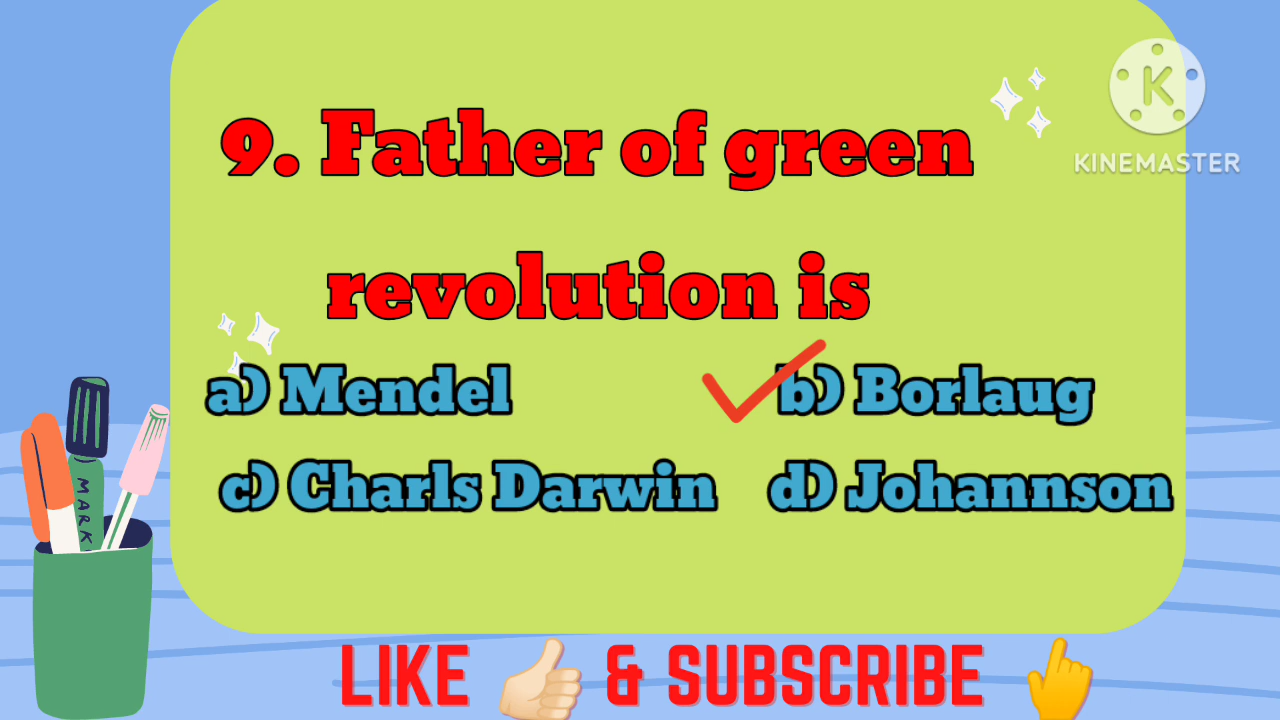 9. Father of green
revolution is
a) Mendel b) Borlaug
c) Charls Darwin d) Johannson
LIKE & SUBSCRIBE
K
KINEMASTER
MARK